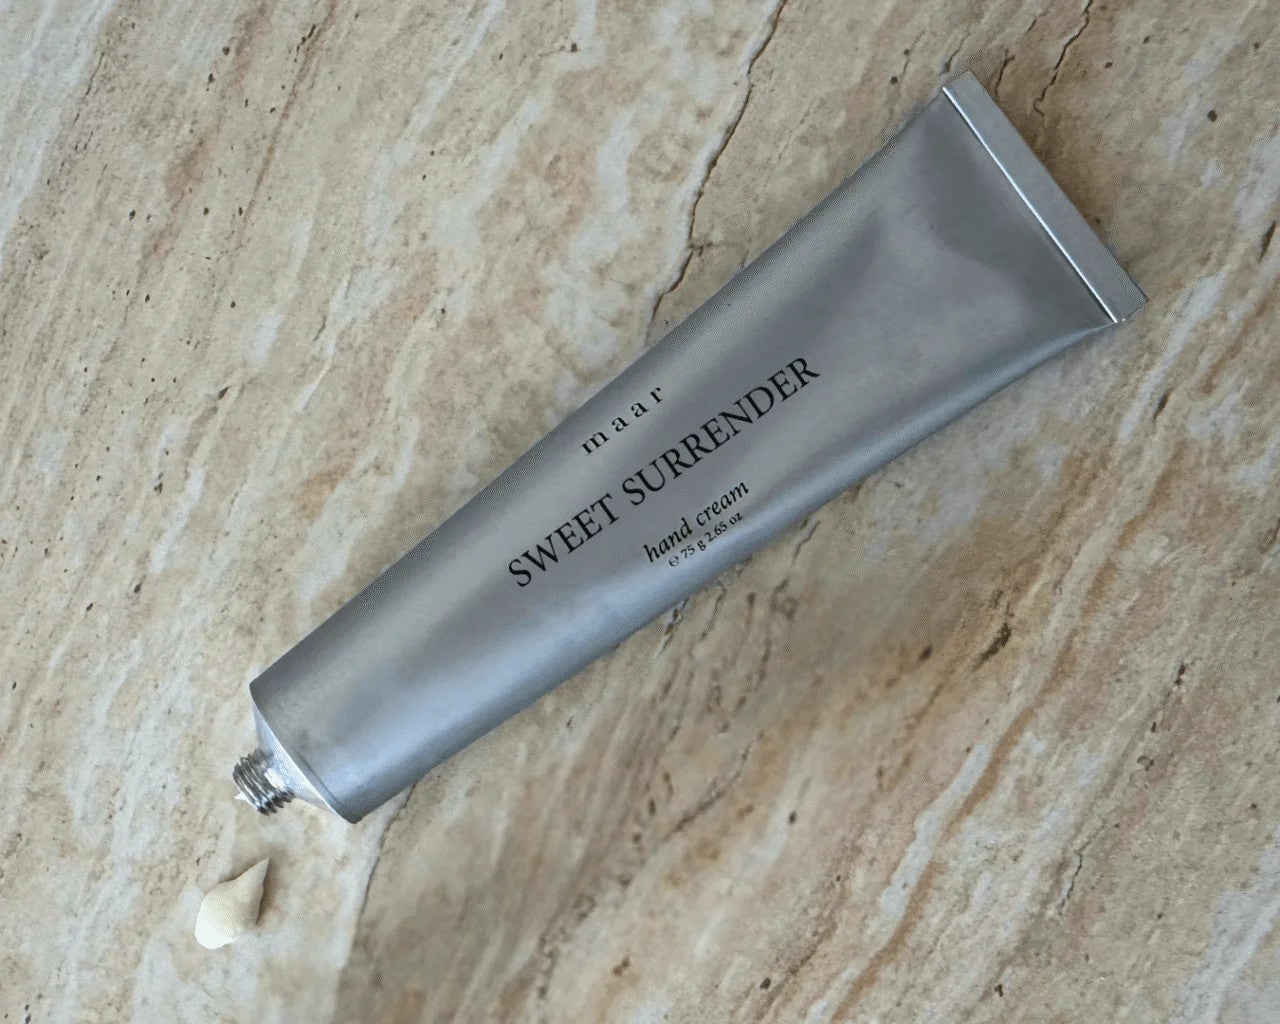 maar
SWEET SURRENDER
hand cream
℮ 75 g 2.65 oz